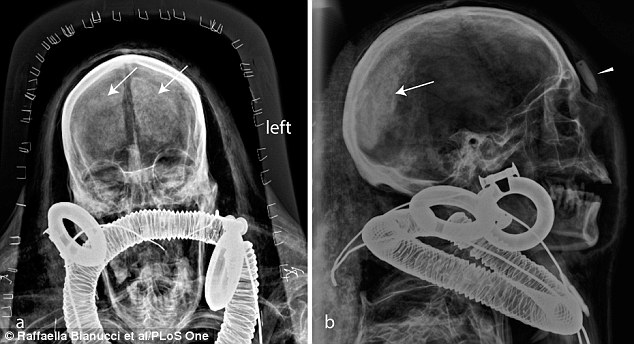 left
a
b
© Raffaella Bianucci et al/PLoS One